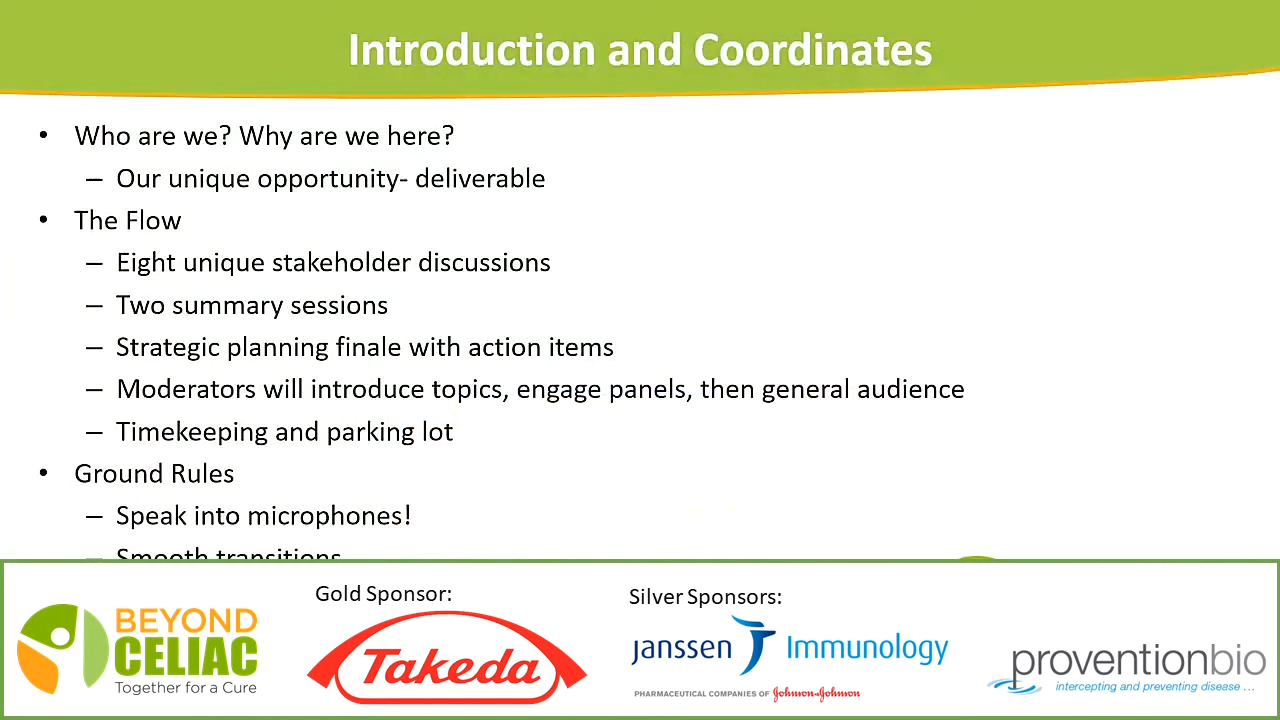 Introduction and Coordinates
• Who are we? Why are we here?
– Our unique opportunity- deliverable
• The Flow
– Eight unique stakeholder discussions
– Two summary sessions
– Strategic planning finale with action items
– Moderators will introduce topics, engage panels, then general audience
– Timekeeping and parking lot
• Ground Rules
– Speak into microphones!
– Smooth transitions
Gold Sponsor:
Silver Sponsors:
BEYOND
CELIAC
Together for a Cure
Takeda
janssen Immunology
PHARMACEUTICAL COMPANIES OF Johnson & Johnson
proventionbio
intercepting and preventing disease ...